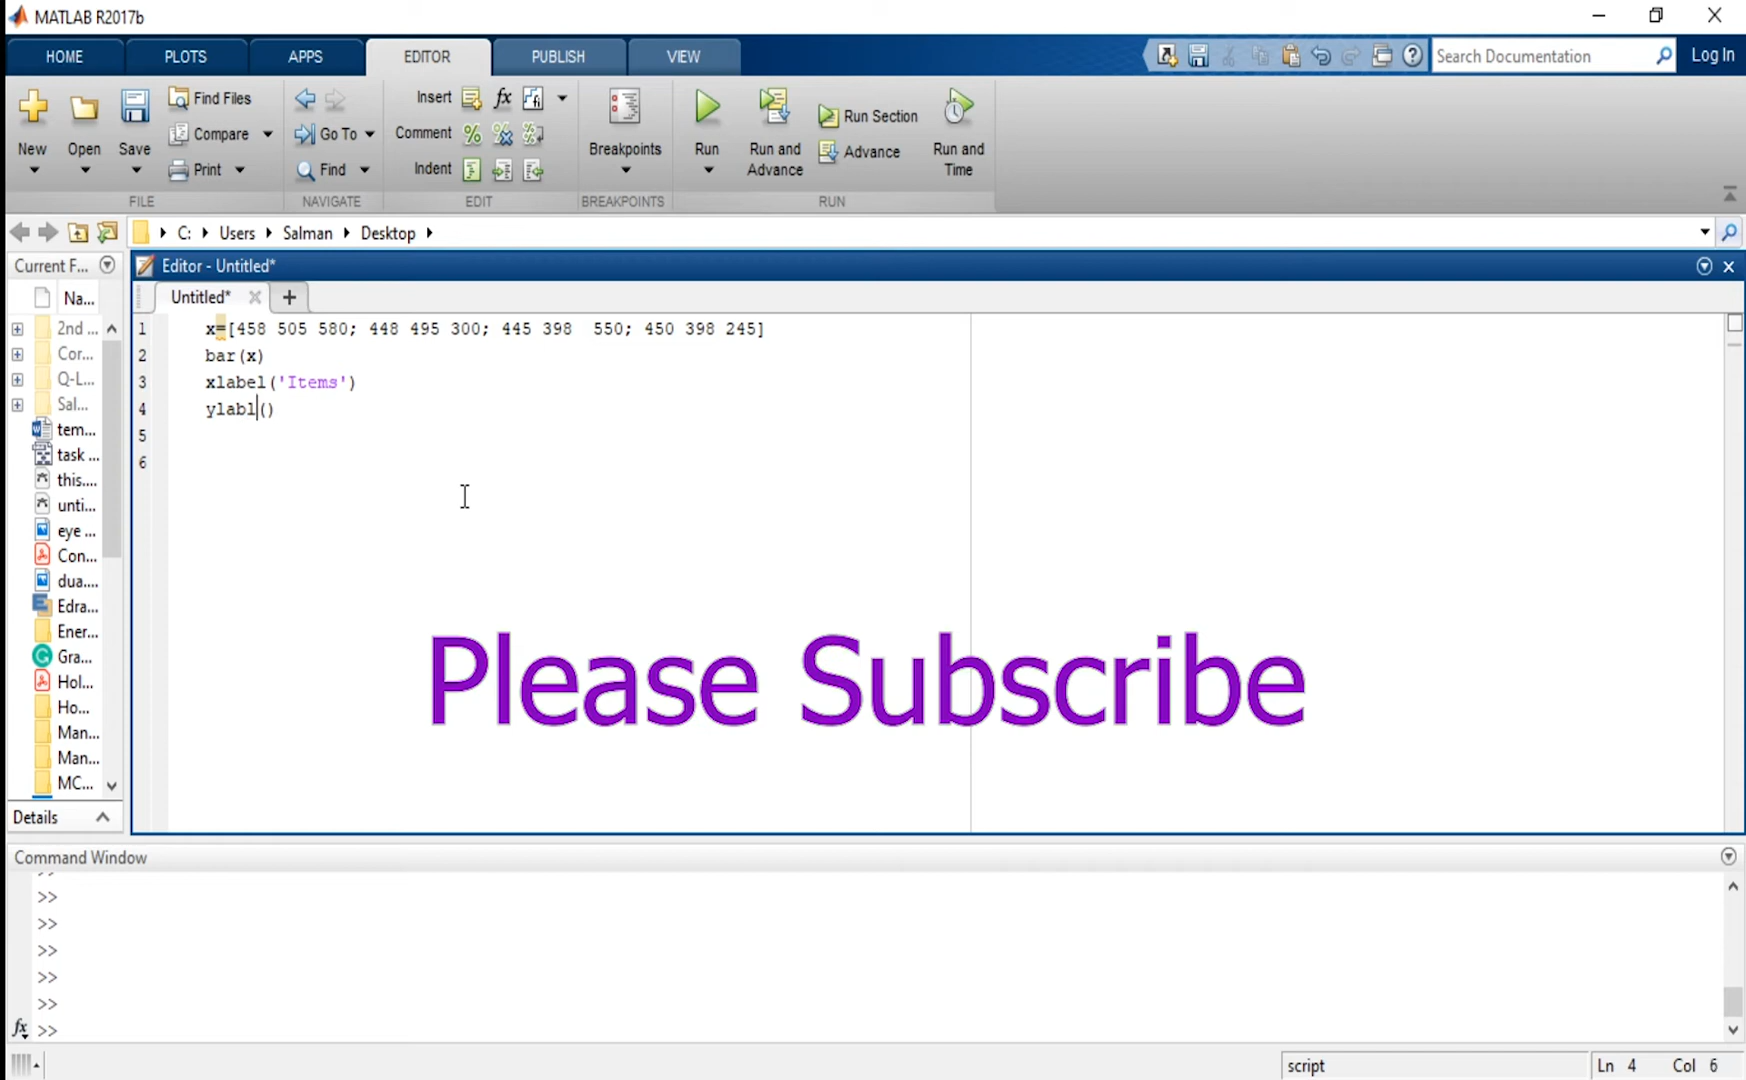 MATLAB R2017b
HOME PLOTS APPS EDITOR PUBLISH VIEW Search Documentation Log In
New Open Save Find Files Compare Print
Go To Find
Insert fx
Comment
Indent
Breakpoints
Run Run and Advance Run Section Advance Run and Time
FILE NAVIGATE EDIT BREAKPOINTS RUN
C: Users Salman Desktop
Current F...
Editor - Untitled*
Untitled* +
Na...
2nd ...
Cor...
Q-L...
Sal...
tem...
task ...
this....
unti...
eye ...
Con...
dua....
Edra...
Ener...
Gra...
Hol...
Ho...
Man...
Man...
MC...
Details
1 x=[458 505 580; 448 495 300; 445 398  550; 450 398 245]
2 bar(x)
3 xlabel('Items')
4 ylabl()
5
6
Please Subscribe
Command Window
>>
>>
>>
>>
>>
fx >>
script Ln 4 Col 6